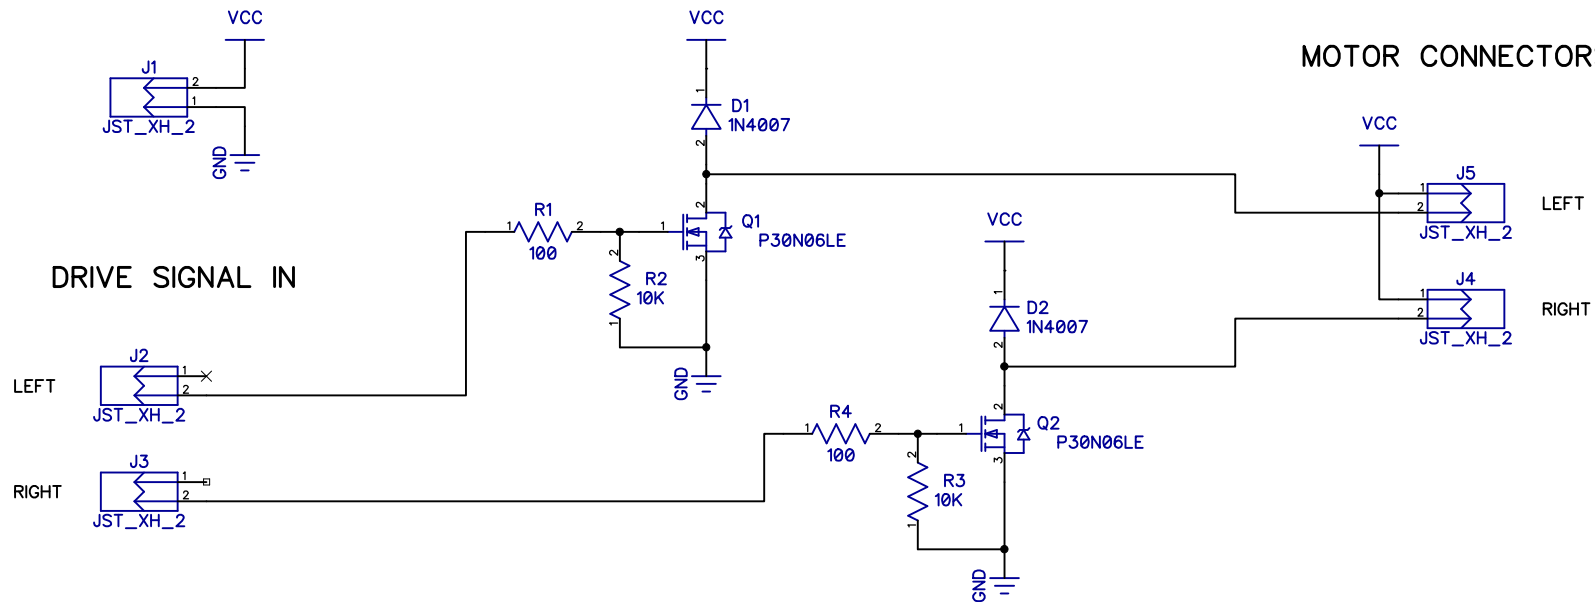 VCC
VCC
MOTOR CONNECTOR
J1
2
1
JST_XH_2
GND
1
D1
1N4007
2
VCC
J5
1
2
JST_XH_2
LEFT
R1
1
2
100
2
1
Q1
P30N06LE
3
VCC
DRIVE SIGNAL IN
2
R2
10K
1
J4
1
2
JST_XH_2
RIGHT
1
D2
1N4007
2
GND
J2
1
2
JST_XH_2
LEFT
R4
1
2
100
2
1
Q2
P30N06LE
3
J3
1
2
JST_XH_2
RIGHT
2
R3
10K
1
GND